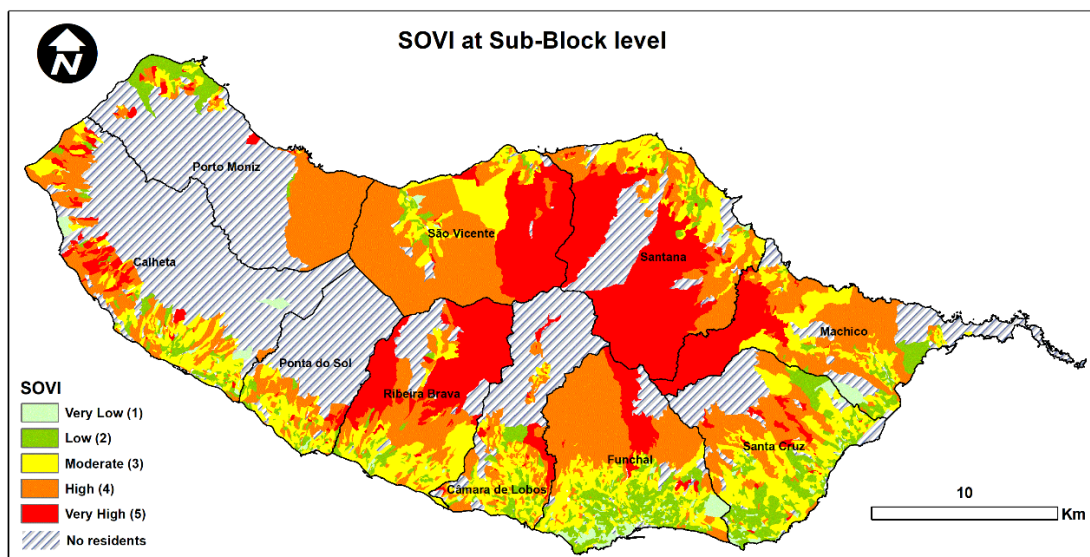 SOVI at Sub-Block level
N
Porto Moniz
São Vicente
Santana
Calheta
Machico
Ponta do Sol
Ribeira Brava
Santa Cruz
Funchal
Câmara de Lobos
SOVI
Very Low (1)
Low (2)
Moderate (3)
High (4)
Very High (5)
No residents
10
Km